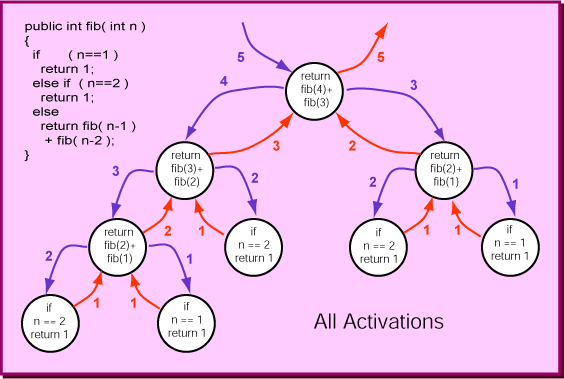 public int fib( int n )
{
if ( n==1 )
return 1;
else if ( n==2 )
return 1;
else
return fib( n-1 )
+ fib( n-2 );
}
5
5
return
fib(4)+
fib(3)
4
3
3
2
return
fib(3)+
fib(2)
return
fib(2)+
fib(1)
3
2
2
1
2
1
1
1
return
fib(2)+
fib(1)
if
n == 2
return 1
if
n == 2
return 1
if
n == 1
return 1
2
1
1
1
if
n == 2
return 1
if
n == 1
return 1
All Activations